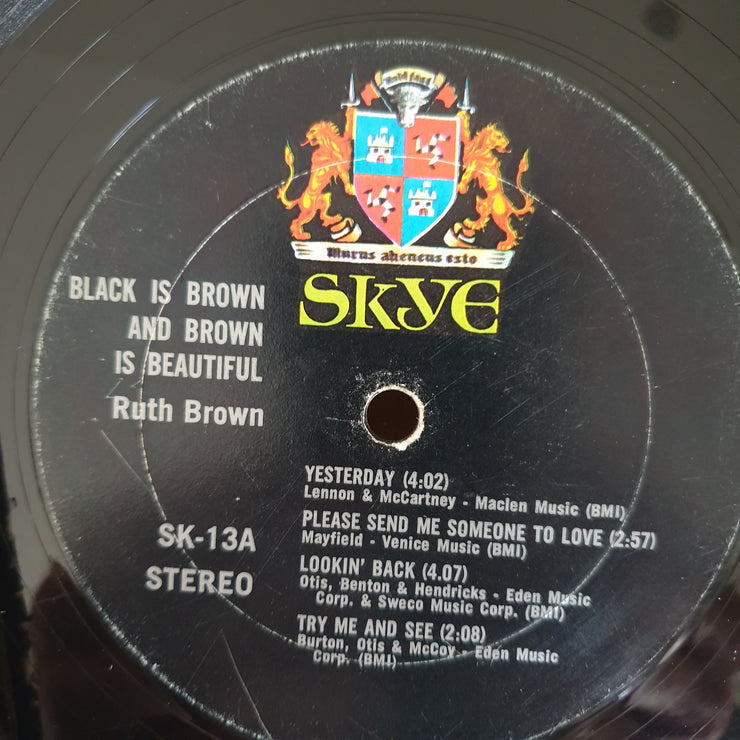 Hold fast
Murus aheneus esto
SKYE
BLACK IS BROWN
AND BROWN
IS BEAUTIFUL
Ruth Brown
SK-13A
STEREO
YESTERDAY (4:02)
Lennon & McCartney - Maclen Music (BMI)
PLEASE SEND ME SOMEONE TO LOVE (2:57)
Mayfield - Venice Music (BMI)
LOOKIN' BACK (4.07)
Otis, Benton & Hendricks - Eden Music
Corp. & Sweco Music Corp. (BMI)
TRY ME AND SEE (2:08)
Burton, Otis & McCoy - Eden Music
Corp. (BMI)